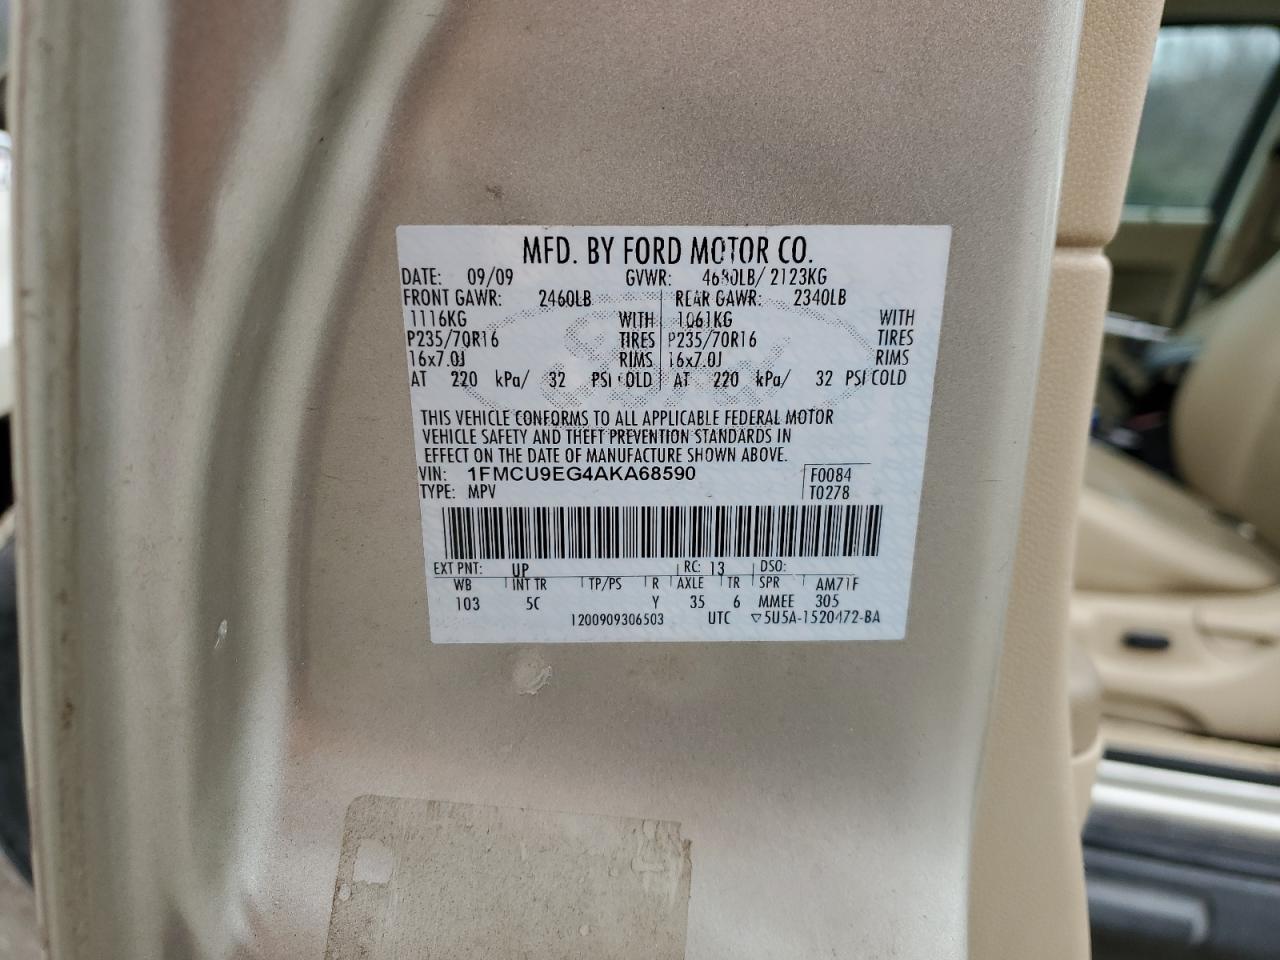 MFD. BY FORD MOTOR CO.
DATE: 09/09 GVWR: 4680LB/ 2123KG
FRONT GAWR: 2460LB REAR GAWR: 2340LB
1116KG WITH 1061KG WITH
P235/70R16 TIRES P235/70R16 TIRES
16x7.0J RIMS 16x7.0J RIMS
AT 220 kPa/ 32 PSI COLD AT 220 kPa/ 32 PSI COLD
THIS VEHICLE CONFORMS TO ALL APPLICABLE FEDERAL MOTOR
VEHICLE SAFETY AND THEFT PREVENTION STANDARDS IN
EFFECT ON THE DATE OF MANUFACTURE SHOWN ABOVE.
VIN: 1FMCU9EG4AKA68590 F0084
TYPE: MPV T0278
EXT PNT: UP RC: 13 DSO:
WB INT TR TP/PS R AXLE TR SPR AM71F
103 5C Y 35 6 MMEE 305
1200909306503 UTC ▽5U5A-1520472-BA